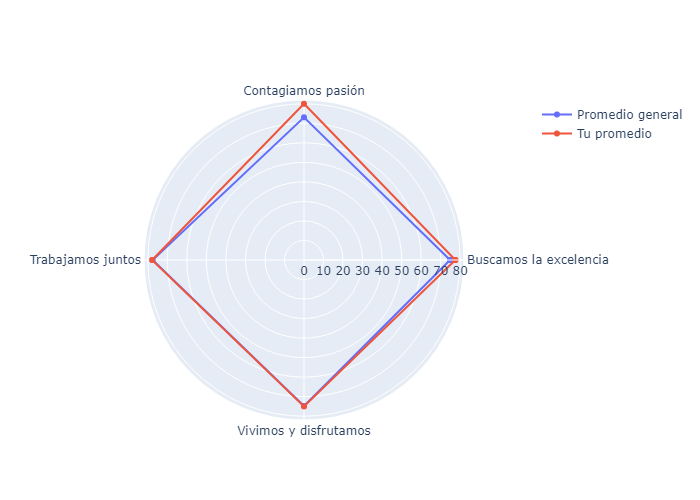 Contagiamos pasión
Promedio general
Tu promedio
Trabajamos juntos
Buscamos la excelencia
0 10 20 30 40 50 60 70 80
Vivimos y disfrutamos